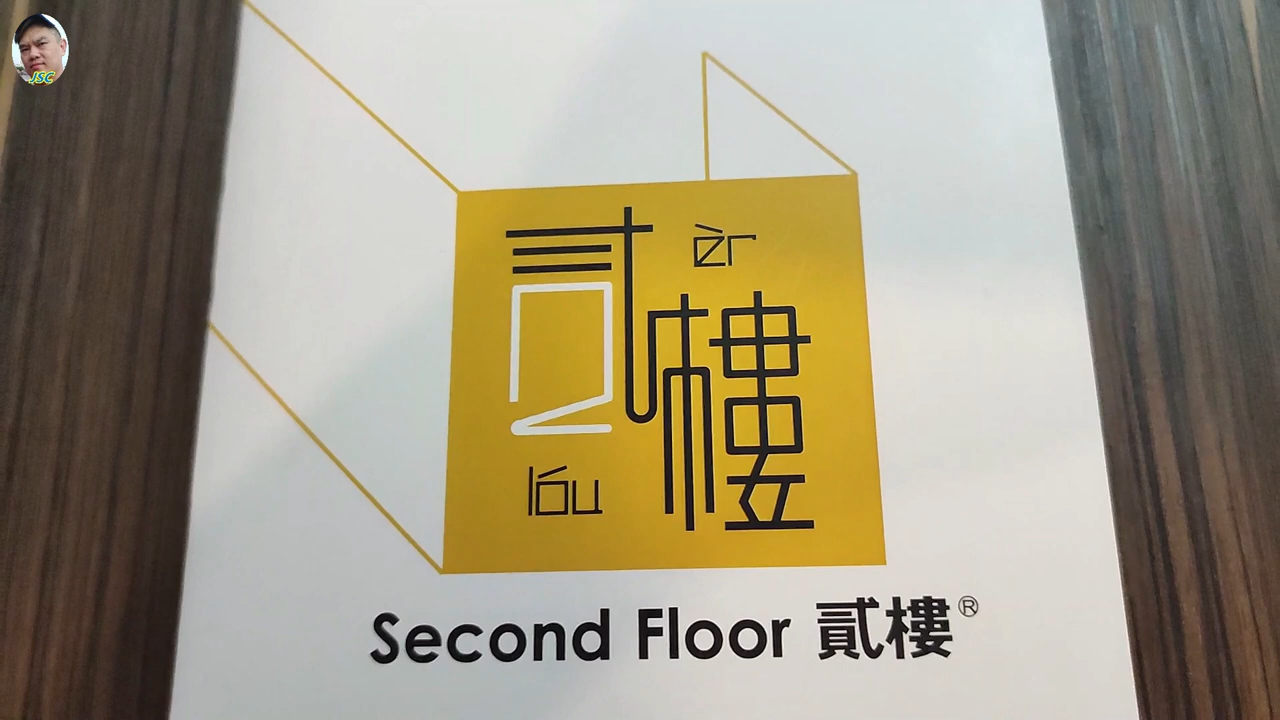 JSC
貳樓
èr
lóu
Second Floor 貳樓®